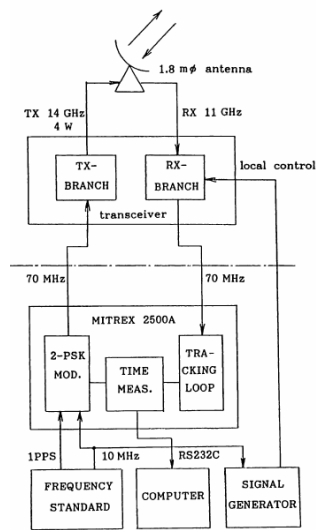 1.8 mφ antenna
TX 14 GHz
4 W
RX 11 GHz
TX-
BRANCH
RX-
BRANCH
local control
transceiver
70 MHz
70 MHz
MITREX 2500A
2-PSK
MOD.
TIME
MEAS.
TRA-
CKING
LOOP
1PPS
10 MHz
RS232C
FREQUENCY
STANDARD
COMPUTER
SIGNAL
GENERATOR